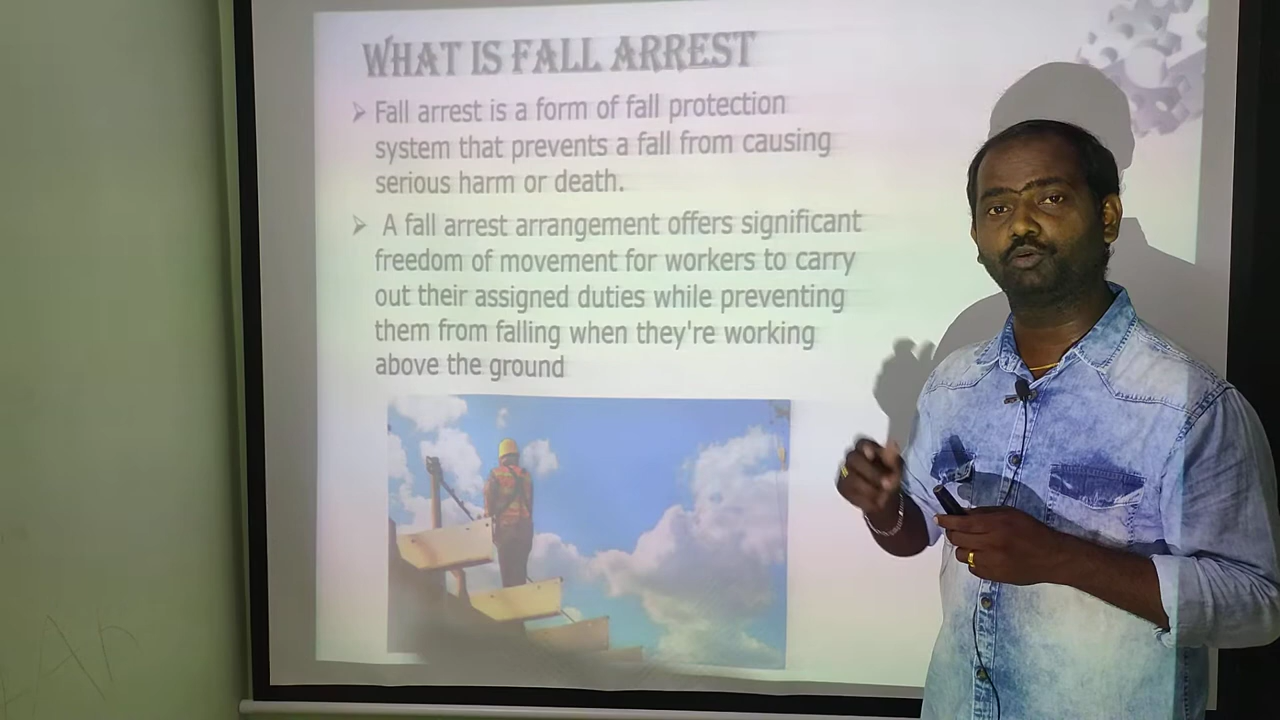 WHAT IS FALL ARREST
Fall arrest is a form of fall protection
system that prevents a fall from causing
serious harm or death.
A fall arrest arrangement offers significant
freedom of movement for workers to carry
out their assigned duties while preventing
them from falling when they're working
above the ground